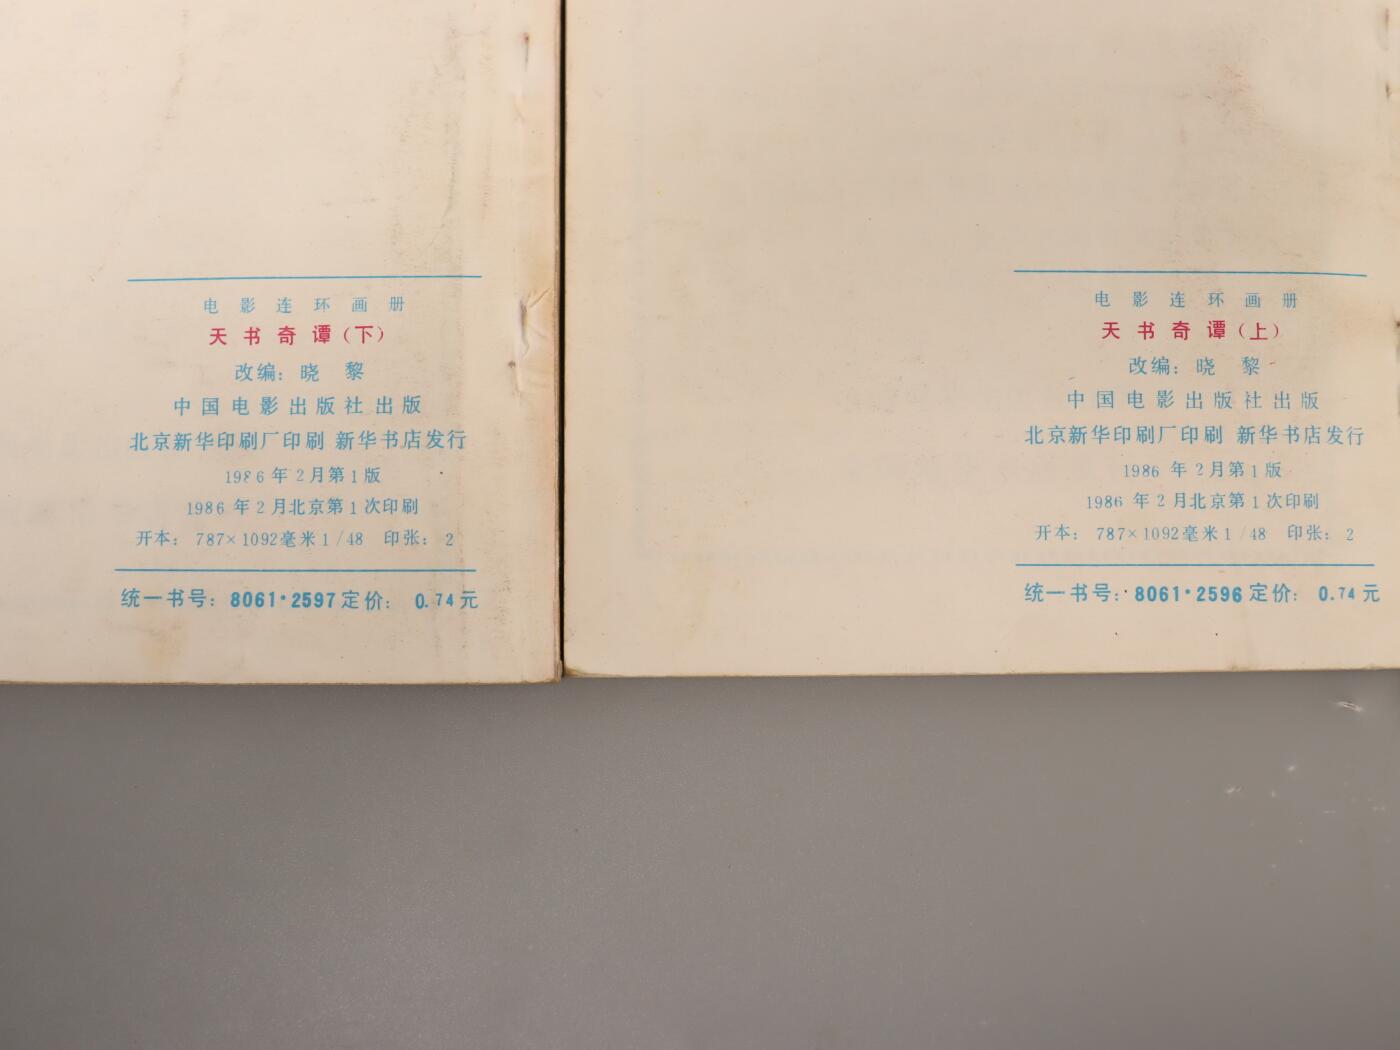 电影连环画册
天书奇谭（下）
改编：晓 黎
中国电影出版社出版
北京新华印刷厂印刷 新华书店发行
1986年2月第1版
1986年2月北京第1次印刷
开本：787×1092毫米1/48 印张：2
统一书号：8061·2597定价：0.74元
电影连环画册
天书奇谭（上）
改编：晓 黎
中国电影出版社出版
北京新华印刷厂印刷 新华书店发行
1986年2月第1版
1986年2月北京第1次印刷
开本：787×1092毫米1/48 印张：2
统一书号：8061·2596定价：0.74元